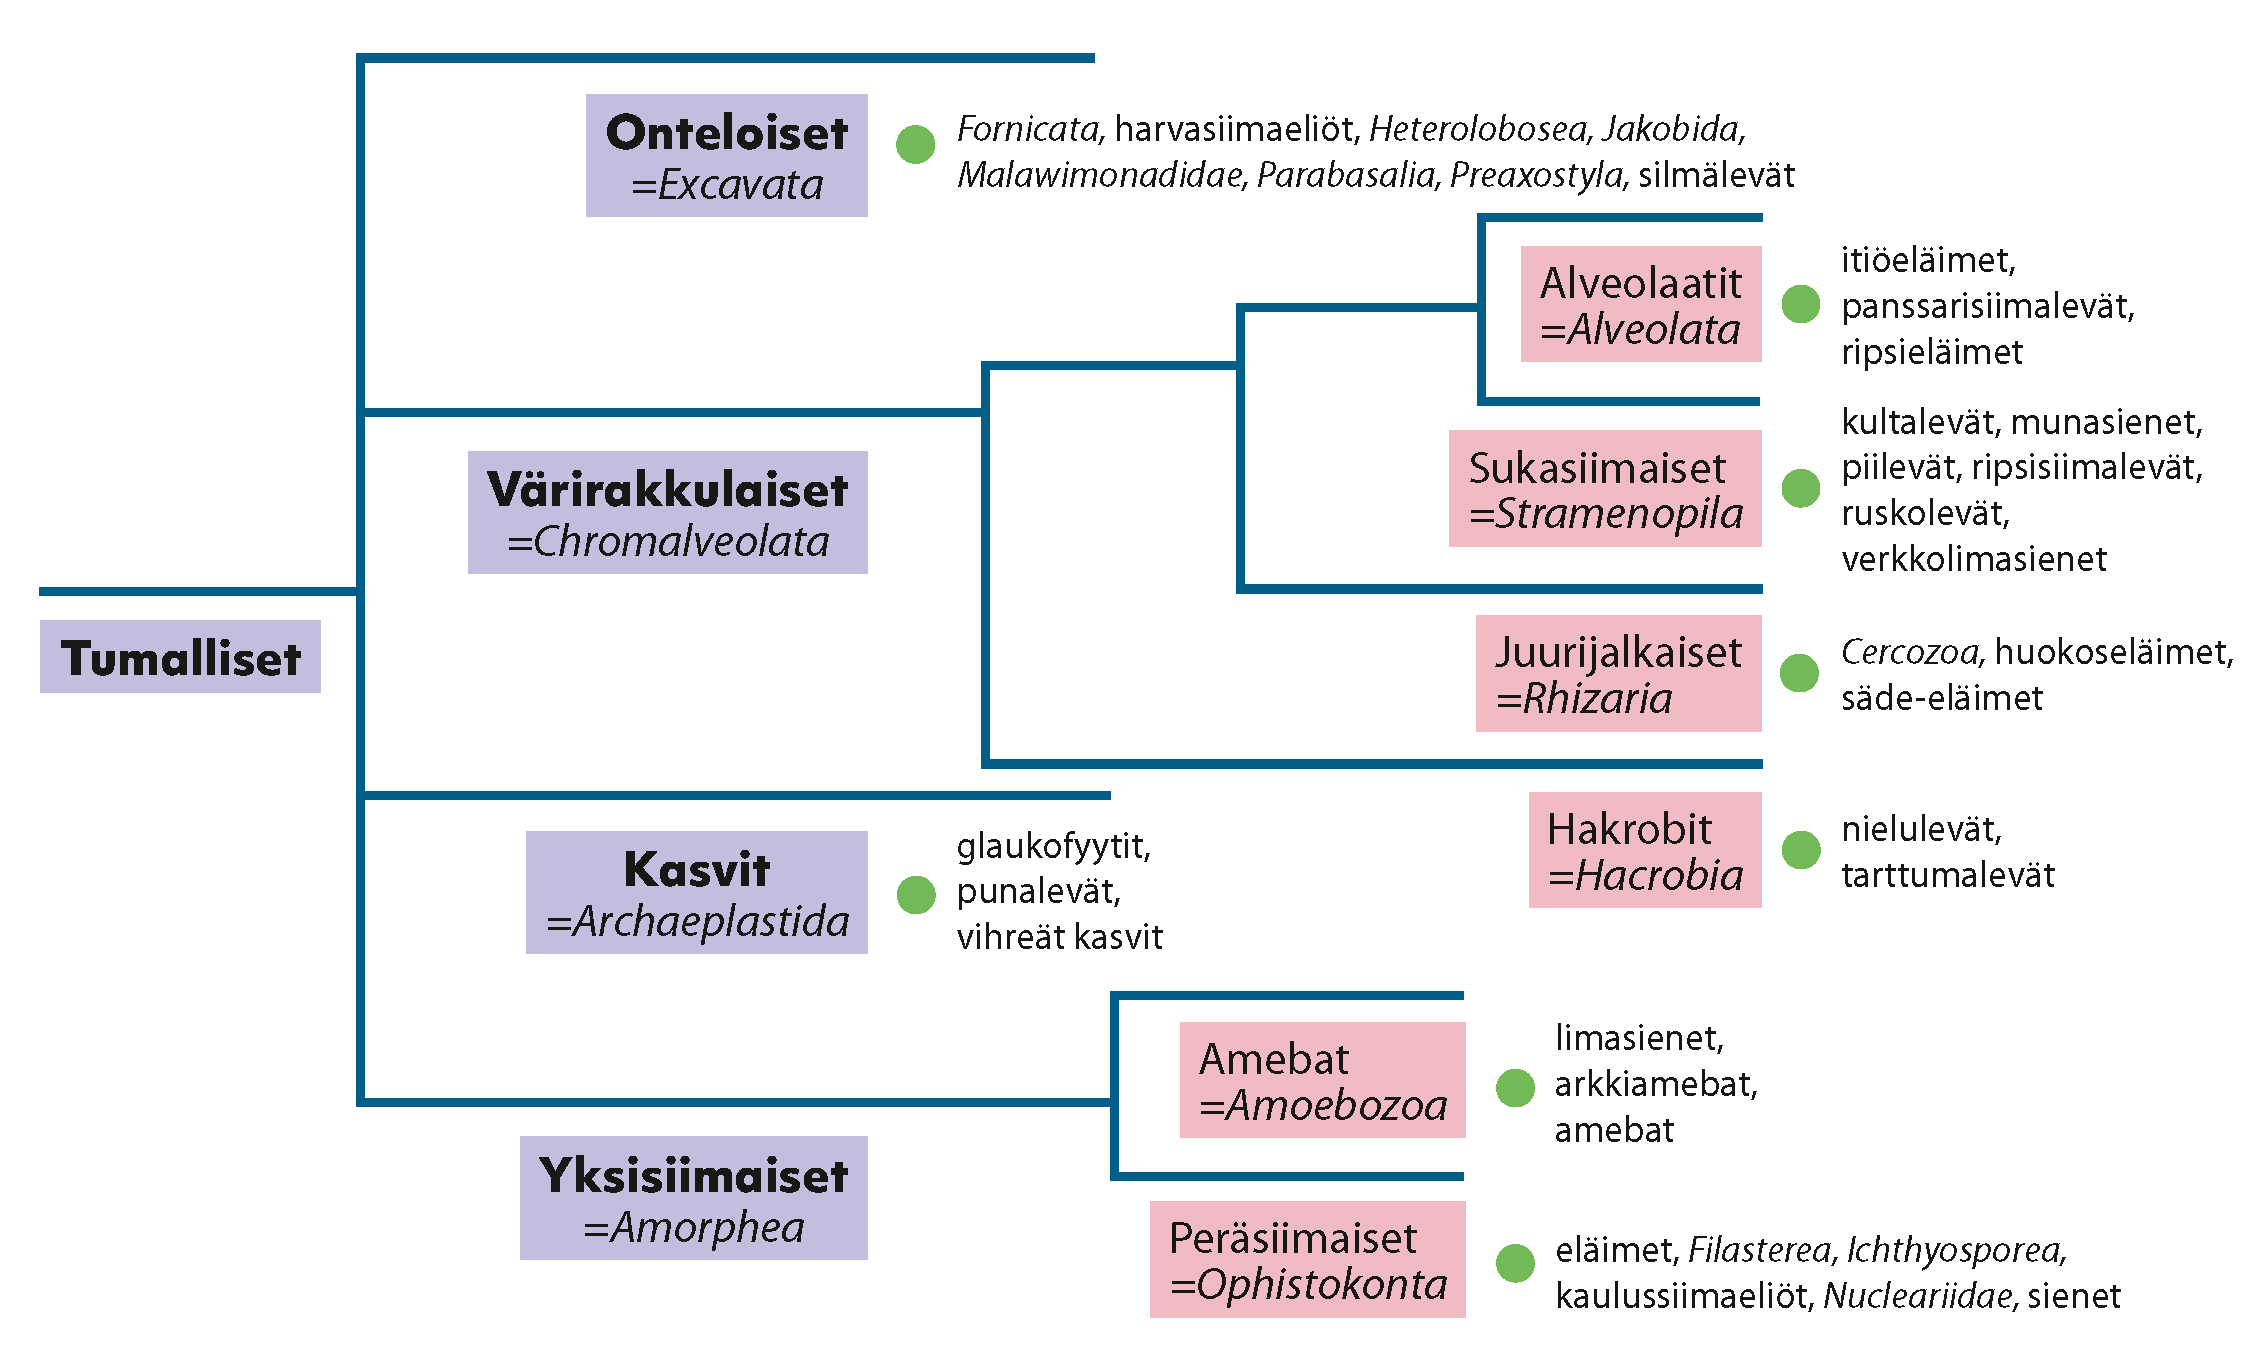 Onteloiset
=Excavata
Fornicata, harvasiimaeliöt, Heterolobosea, Jakobida,
Malawimonadidae, Parabasalia, Preaxostyla, silmälevät
Alveolaatit
=Alveolata
itiöeläimet,
panssarisiimalevät,
ripsieläimet
Värirakkulaiset
=Chromalveolata
Sukasiimaiset
=Stramenopila
kultalevät, munasienet,
piilevät, ripsisiimalevät,
ruskolevät,
verkkolimasienet
Tumalliset
Juurijalkaiset
=Rhizaria
Cercozoa, huokoseläimet,
säde-eläimet
Kasvit
=Archaeplastida
glaukofyytit,
punalevät,
vihreät kasvit
Hakrobit
=Hacrobia
nielulevät,
tarttumalevät
Amebat
=Amoebozoa
limasienet,
arkkiamebat,
amebat
Yksisiimaiset
=Amorphea
Peräsiimaiset
=Ophistokonta
eläimet, Filasterea, Ichthyosporea,
kaulussiimaeliöt, Nucleariidae, sienet